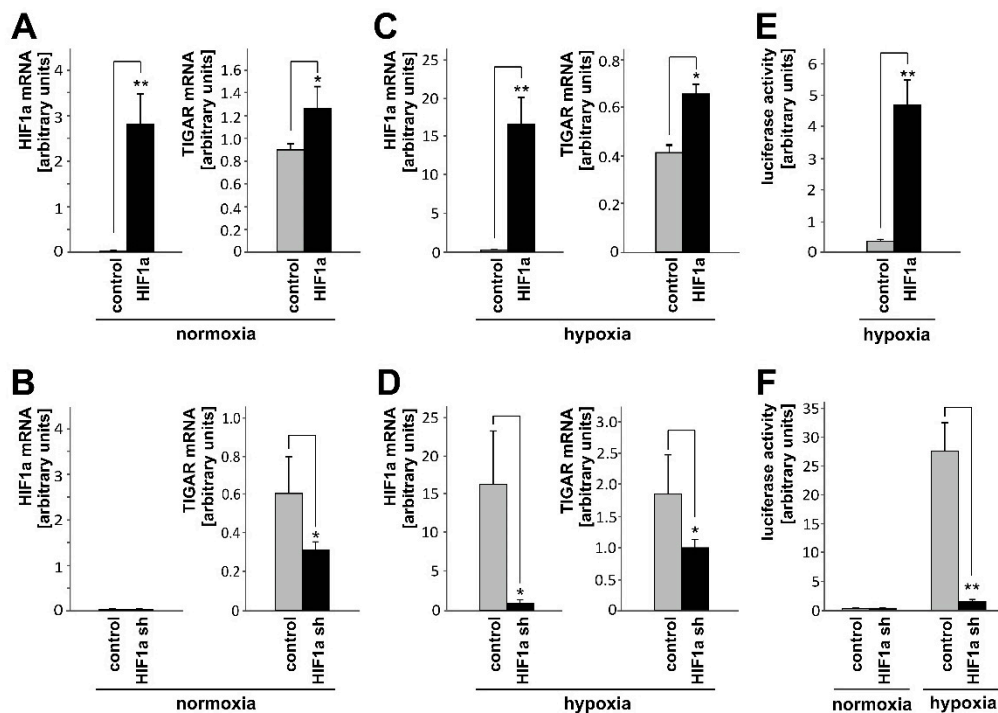 A
HIF1a mRNA
[arbitrary units]
4
3
2
1
0
**
control
HIF1a
TIGAR mRNA
[arbitrary units]
1.6
1.4
1.2
1.0
0.8
0.6
0.4
0.2
0
*
control
HIF1a
normoxia
C
HIF1a mRNA
[arbitrary units]
25
20
15
10
5
0
**
control
HIF1a
TIGAR mRNA
[arbitrary units]
0.8
0.6
0.4
0.2
0
*
control
HIF1a
hypoxia
E
luciferase activity
[arbitrary units]
6
5
4
3
2
1
0
**
control
HIF1a
hypoxia
B
HIF1a mRNA
[arbitrary units]
4
3
2
1
0
control
HIF1a sh
TIGAR mRNA
[arbitrary units]
1.0
0.8
0.6
0.4
0.2
0
*
control
HIF1a sh
normoxia
D
HIF1a mRNA
[arbitrary units]
25
20
15
10
5
0
*
control
HIF1a sh
TIGAR mRNA
[arbitrary units]
3.0
2.5
2.0
1.5
1.0
0.5
0
*
control
HIF1a sh
hypoxia
F
luciferase activity
[arbitrary units]
35
30
25
20
15
10
5
0
**
control
HIF1a sh
control
HIF1a sh
normoxia
hypoxia